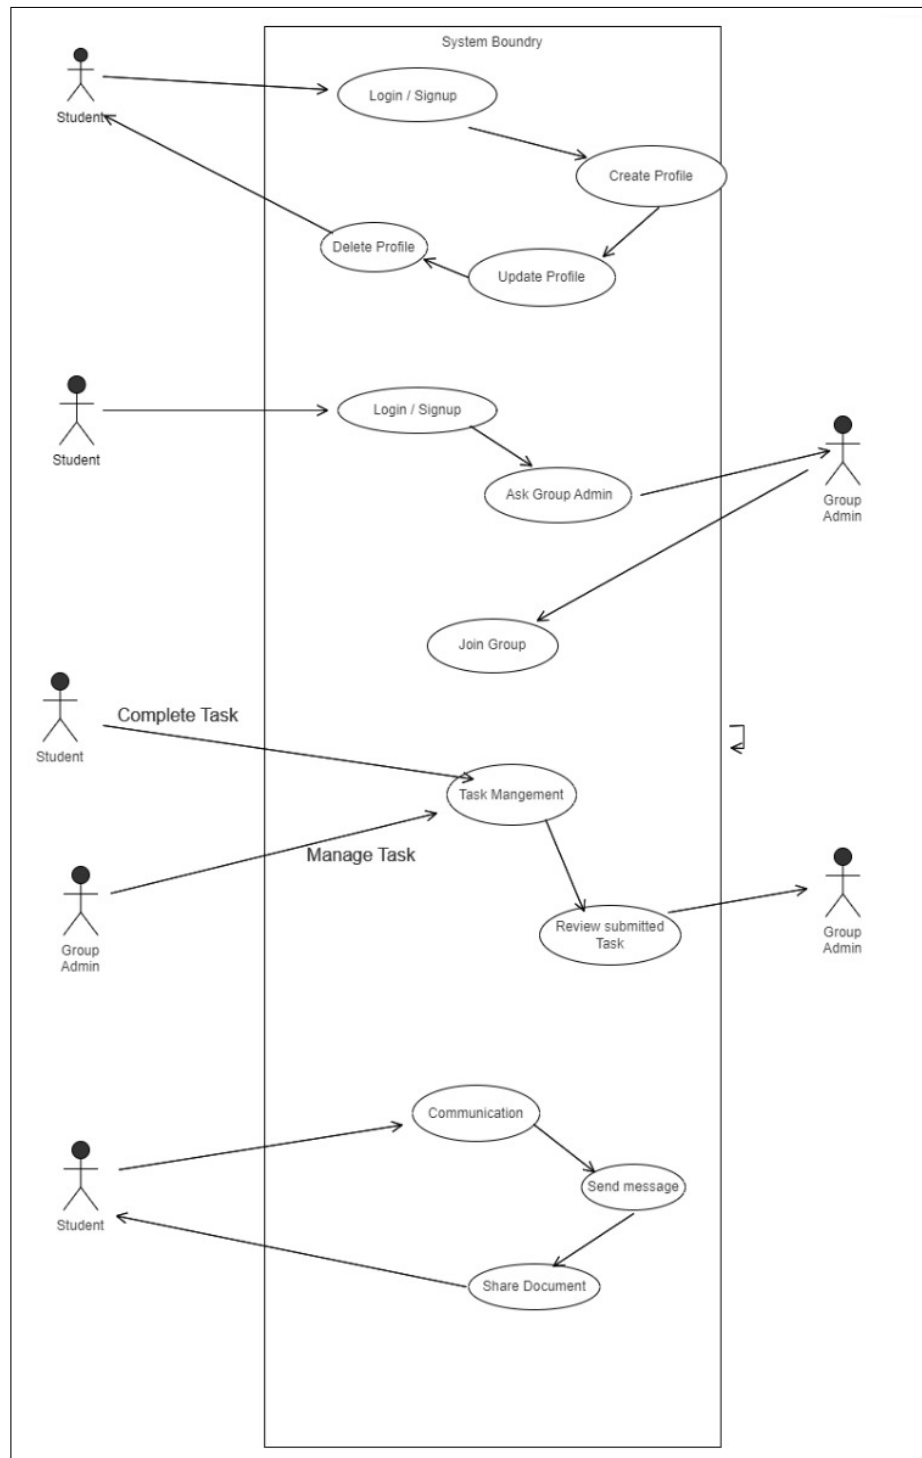 System Boundry
Login / Signup
Student
Create Profile
Delete Profile
Update Profile
Login / Signup
Student
Ask Group Admin
Group
Admin
Join Group
Complete Task
Student
Task Mangement
Manage Task
Group
Admin
Review submitted
Task
Group
Admin
Communication
Send message
Student
Share Document